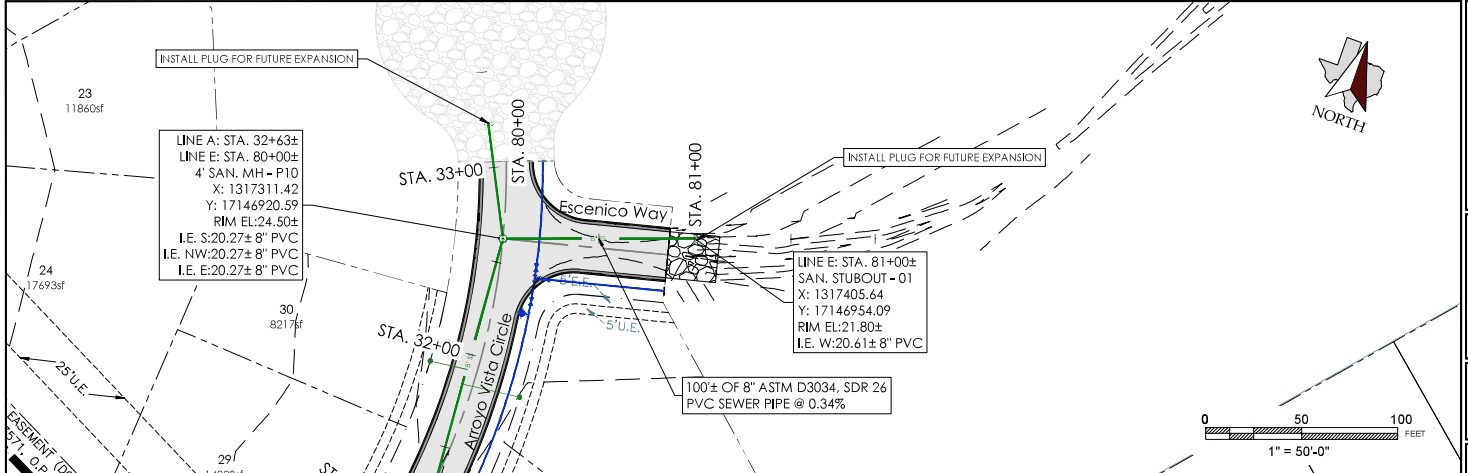 INSTALL PLUG FOR FUTURE EXPANSION
23
11860sf
LINE A: STA. 32+63±
LINE E: STA. 80+00±
4' SAN. MH - P10
X: 1317311.42
Y: 17146920.59
RIM EL:24.50±
I.E. S:20.27± 8" PVC
I.E. NW:20.27± 8" PVC
I.E. E:20.27± 8" PVC
STA. 33+00
STA. 80+00
STA. 81+00
INSTALL PLUG FOR FUTURE EXPANSION
NORTH
Escenico Way
LINE E: STA. 81+00±
SAN. STUBOUT - 01
X: 1317405.64
Y: 17146954.09
RIM EL:21.80±
I.E. W:20.61± 8" PVC
24
17693sf
30
8217sf
STA. 32+00
5'E.E.
5'U.E.
Arroyo Vista Circle
25'U.E.
100'± OF 8" ASTM D3034, SDR 26
PVC SEWER PIPE @ 0.34%
0 50 100
FEET
1" = 50'-0"
EASEMENT
29